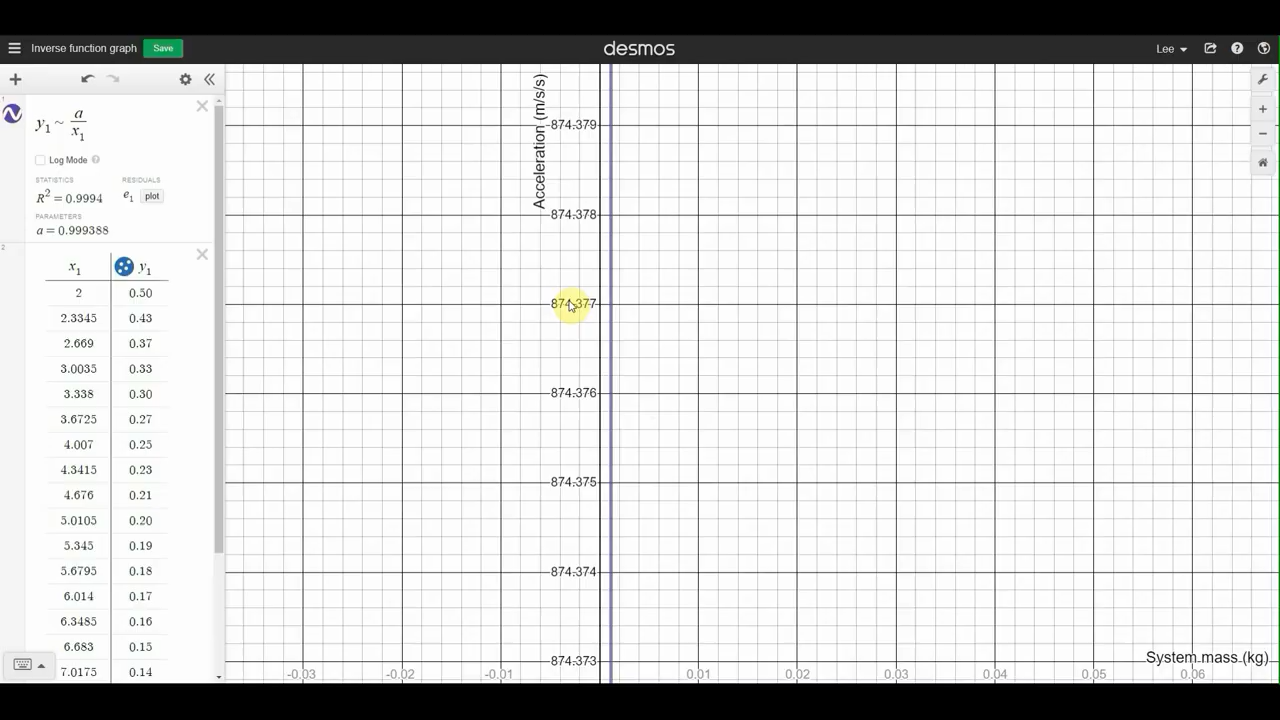 Inverse function graph Save desmos Lee
1
y₁ ~ a/x₁
Log Mode ?
STATISTICS RESIDUALS
R² = 0.9994 e₁ plot
PARAMETERS
a = 0.999388
2
x₁ y₁
2 0.50
2.3345 0.43
2.669 0.37
3.0035 0.33
3.338 0.30
3.6725 0.27
4.007 0.25
4.3415 0.23
4.676 0.21
5.0105 0.20
5.345 0.19
5.6795 0.18
6.014 0.17
6.3485 0.16
6.683 0.15
7.0175 0.14
Acceleration (m/s/s)
874.379
874.378
874.377
874.376
874.375
874.374
874.373
System mass (kg)
-0.03 -0.02 -0.01 0.01 0.02 0.03 0.04 0.05 0.06